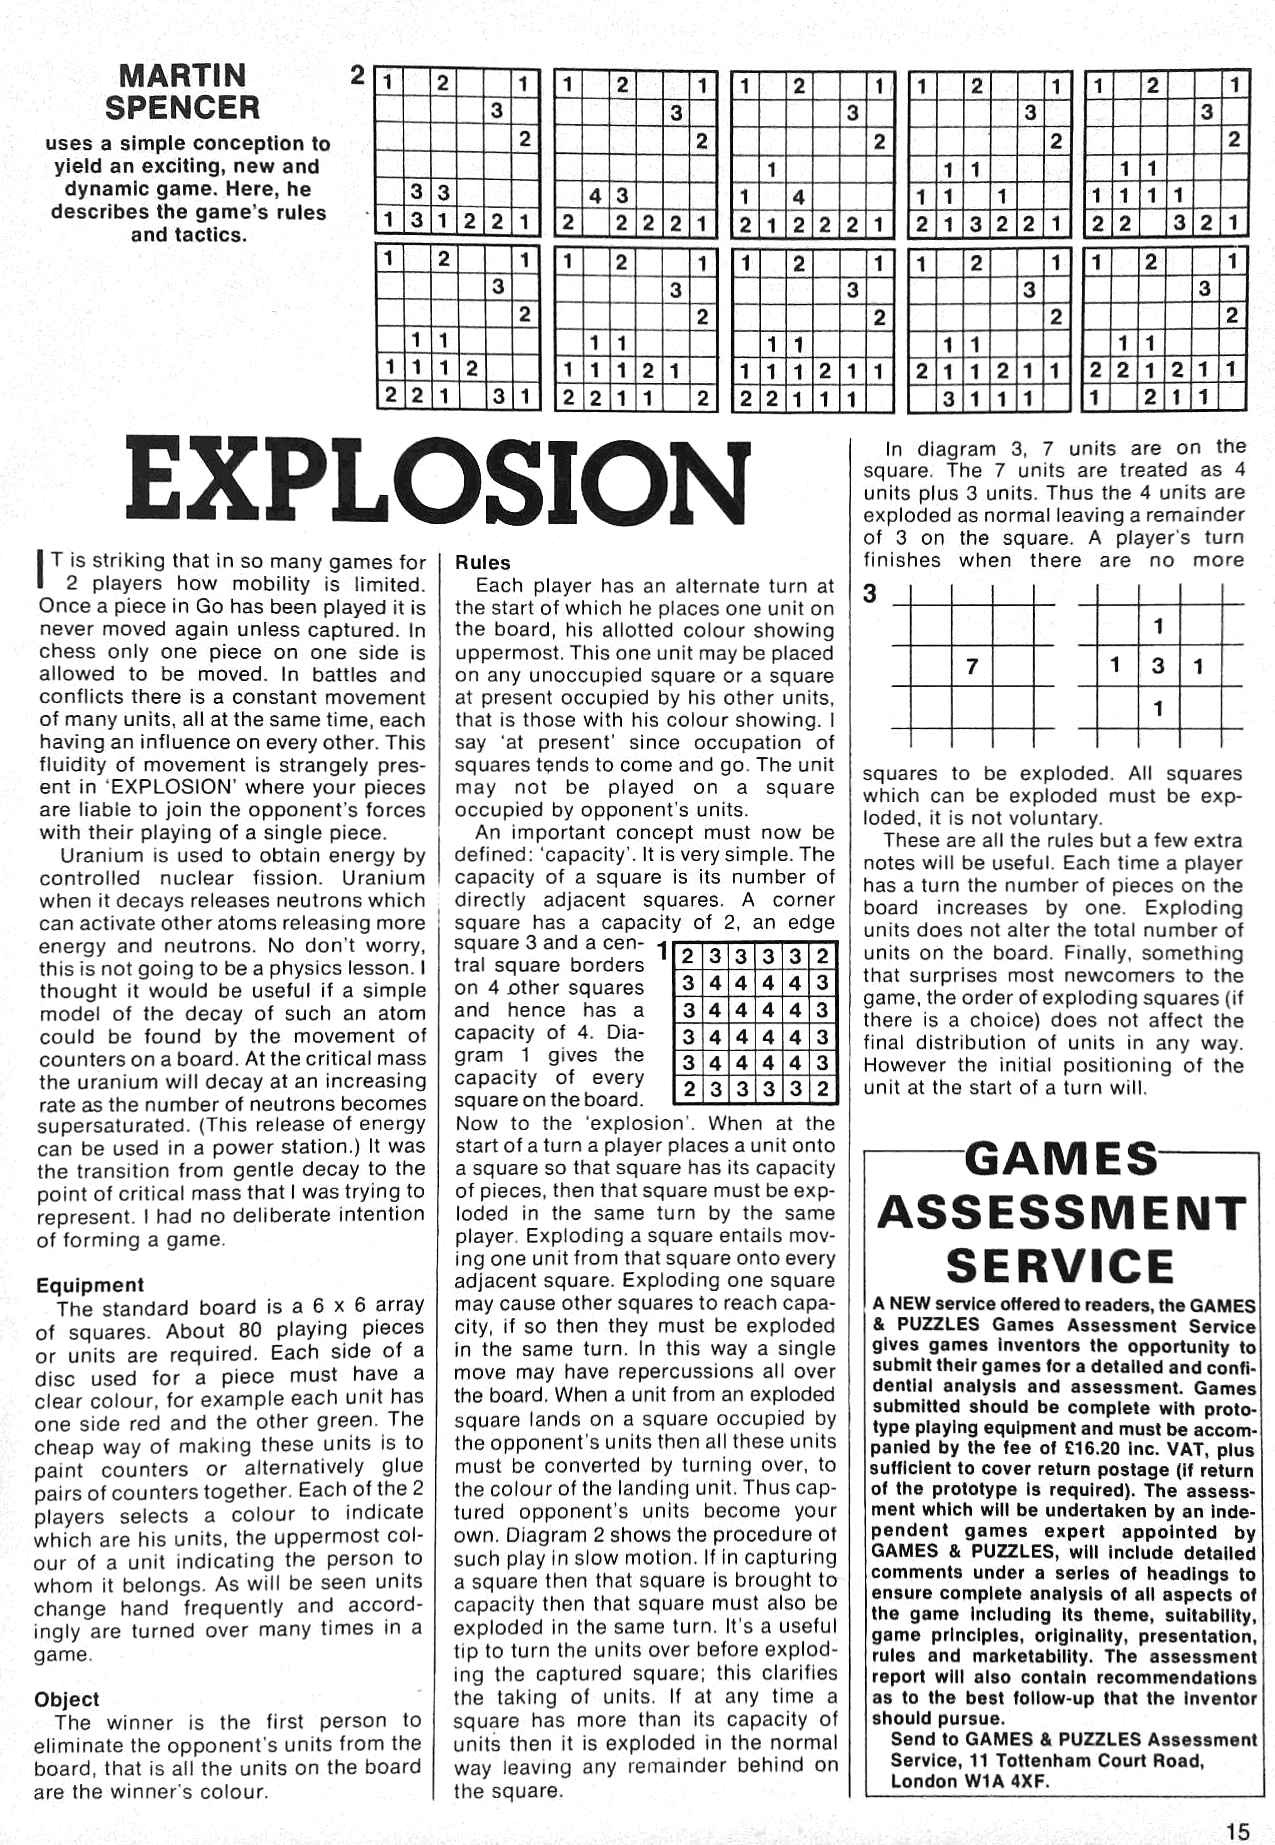 MARTIN
SPENCER
uses a simple conception to
yield an exciting, new and
dynamic game. Here, he
describes the game's rules
and tactics.
2
1 2 1
3
2
3 3
1 3 1 2 2 1
1 2 1
3
2
4 3
2 2 2 2 1
1 2 1
3
2
1
1 4
2 1 2 2 2 1
1 2 1
3
2
1 1
1 1 1
2 1 3 2 2 1
1 2 1
3
2
1 1
1 1 1 1
2 2 3 2 1
1 2 1
3
2
1 1
1 1 1 2
2 2 1 3 1
1 2 1
3
2
1 1
1 1 1 2 1
2 2 1 1 2
1 2 1
3
2
1 1
1 1 1 2 1 1
2 2 1 1 1
1 2 1
3
2
1 1
2 1 1 2 1 1
3 1 1 1
1 2 1
3
2
1 1
2 2 1 2 1 1
1 2 1 1
EXPLOSION
IT is striking that in so many games for
2 players how mobility is limited.
Once a piece in Go has been played it is
never moved again unless captured. In
chess only one piece on one side is
allowed to be moved. In battles and
conflicts there is a constant movement
of many units, all at the same time, each
having an influence on every other. This
fluidity of movement is strangely pres-
ent in 'EXPLOSION' where your pieces
are liable to join the opponent's forces
with their playing of a single piece.
Uranium is used to obtain energy by
controlled nuclear fission. Uranium
when it decays releases neutrons which
can activate other atoms releasing more
energy and neutrons. No don't worry,
this is not going to be a physics lesson. I
thought it would be useful if a simple
model of the decay of such an atom
could be found by the movement of
counters on a board. At the critical mass
the uranium will decay at an increasing
rate as the number of neutrons becomes
supersaturated. (This release of energy
can be used in a power station.) It was
the transition from gentle decay to the
point of critical mass that I was trying to
represent. I had no deliberate intention
of forming a game.
Equipment
The standard board is a 6 x 6 array
of squares. About 80 playing pieces
or units are required. Each side of a
disc used for a piece must have a
clear colour, for example each unit has
one side red and the other green. The
cheap way of making these units is to
paint counters or alternatively glue
pairs of counters together. Each of the 2
players selects a colour to indicate
which are his units, the uppermost col-
our of a unit indicating the person to
whom it belongs. As will be seen units
change hand frequently and accord-
ingly are turned over many times in a
game.
Object
The winner is the first person to
eliminate the opponent's units from the
board, that is all the units on the board
are the winner's colour.
Rules
Each player has an alternate turn at
the start of which he places one unit on
the board, his allotted colour showing
uppermost. This one unit may be placed
on any unoccupied square or a square
at present occupied by his other units,
that is those with his colour showing. I
say 'at present' since occupation of
squares tends to come and go. The unit
may not be played on a square
occupied by opponent's units.
An important concept must now be
defined: 'capacity'. It is very simple. The
capacity of a square is its number of
directly adjacent squares. A corner
square has a capacity of 2, an edge
square 3 and a cen-
tral square borders
on 4 other squares
and hence has a
capacity of 4. Dia-
gram 1 gives the
capacity of every
square on the board.
1
2 3 3 3 3 2
3 4 4 4 4 3
3 4 4 4 4 3
3 4 4 4 4 3
3 4 4 4 4 3
2 3 3 3 3 2
Now to the 'explosion'. When at the
start of a turn a player places a unit onto
a square so that square has its capacity
of pieces, then that square must be exp-
loded in the same turn by the same
player. Exploding a square entails mov-
ing one unit from that square onto every
adjacent square. Exploding one square
may cause other squares to reach capa-
city, if so then they must be exploded
in the same turn. In this way a single
move may have repercussions all over
the board. When a unit from an exploded
square lands on a square occupied by
the opponent's units then all these units
must be converted by turning over, to
the colour of the landing unit. Thus cap-
tured opponent's units become your
own. Diagram 2 shows the procedure of
such play in slow motion. If in capturing
a square then that square is brought to
capacity then that square must also be
exploded in the same turn. It's a useful
tip to turn the units over before explod-
ing the captured square; this clarifies
the taking of units. If at any time a
square has more than its capacity of
units then it is exploded in the normal
way leaving any remainder behind on
the square.
In diagram 3, 7 units are on the
square. The 7 units are treated as 4
units plus 3 units. Thus the 4 units are
exploded as normal leaving a remainder
of 3 on the square. A player's turn
finishes when there are no more
3
7
1
1 3 1
1
squares to be exploded. All squares
which can be exploded must be exp-
loded, it is not voluntary.
These are all the rules but a few extra
notes will be useful. Each time a player
has a turn the number of pieces on the
board increases by one. Exploding
units does not alter the total number of
units on the board. Finally, something
that surprises most newcomers to the
game, the order of exploding squares (if
there is a choice) does not affect the
final distribution of units in any way.
However the initial positioning of the
unit at the start of a turn will.
GAMES
ASSESSMENT
SERVICE
A NEW service offered to readers, the GAMES
& PUZZLES Games Assessment Service
gives games inventors the opportunity to
submit their games for a detailed and confi-
dential analysis and assessment. Games
submitted should be complete with proto-
type playing equipment and must be accom-
panied by the fee of £16.20 inc. VAT, plus
sufficient to cover return postage (if return
of the prototype is required). The assess-
ment which will be undertaken by an inde-
pendent games expert appointed by
GAMES & PUZZLES, will include detailed
comments under a series of headings to
ensure complete analysis of all aspects of
the game including its theme, suitability,
game principles, originality, presentation,
rules and marketability. The assessment
report will also contain recommendations
as to the best follow-up that the inventor
should pursue.
Send to GAMES & PUZZLES Assessment
Service, 11 Tottenham Court Road,
London W1A 4XF.
15